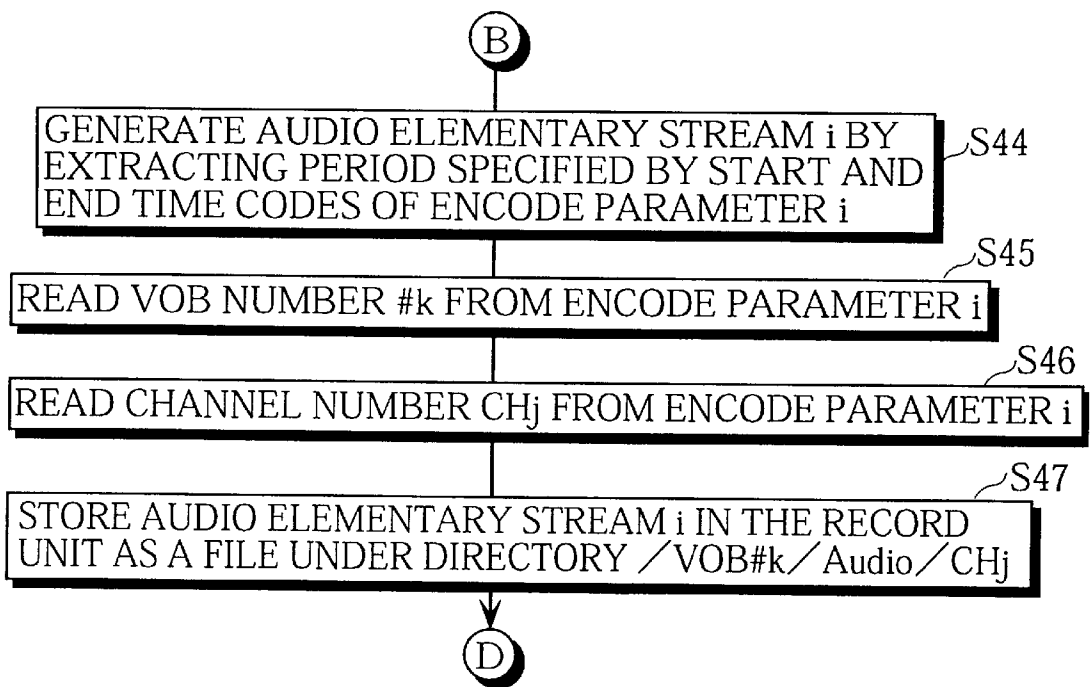 B
GENERATE AUDIO ELEMENTARY STREAM i BY
EXTRACTING PERIOD SPECIFIED BY START AND
END TIME CODES OF ENCODE PARAMETER i
S44
S45
READ VOB NUMBER #k FROM ENCODE PARAMETER i
S46
READ CHANNEL NUMBER CHj FROM ENCODE PARAMETER i
S47
STORE AUDIO ELEMENTARY STREAM i IN THE RECORD
UNIT AS A FILE UNDER DIRECTORY /VOB#k/Audio/CHj
D